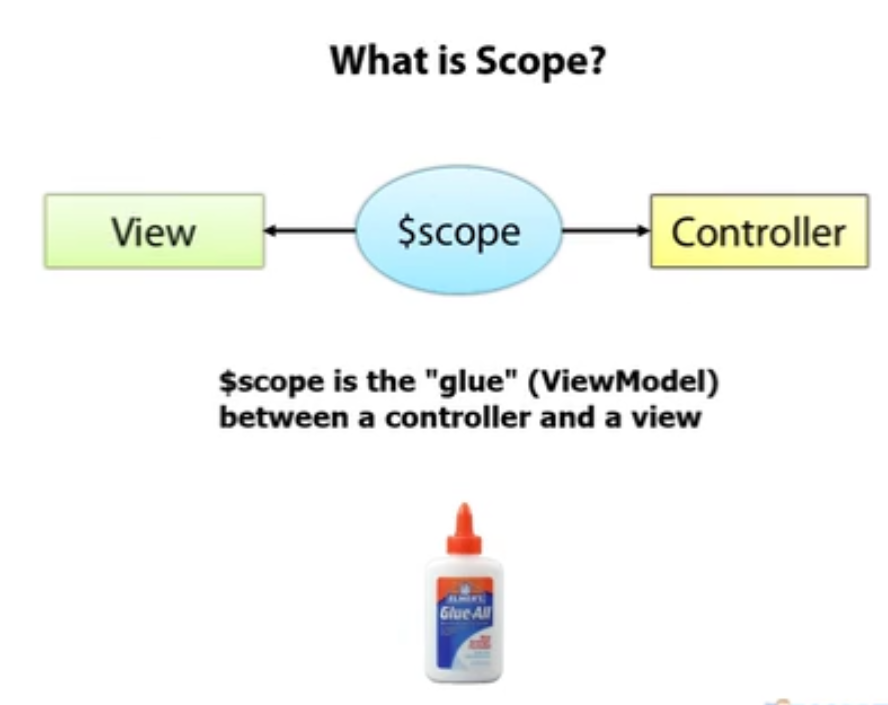 What is Scope?
View
$scope
Controller
$scope is the "glue" (ViewModel)
between a controller and a view
ELMER'S
Glue-All